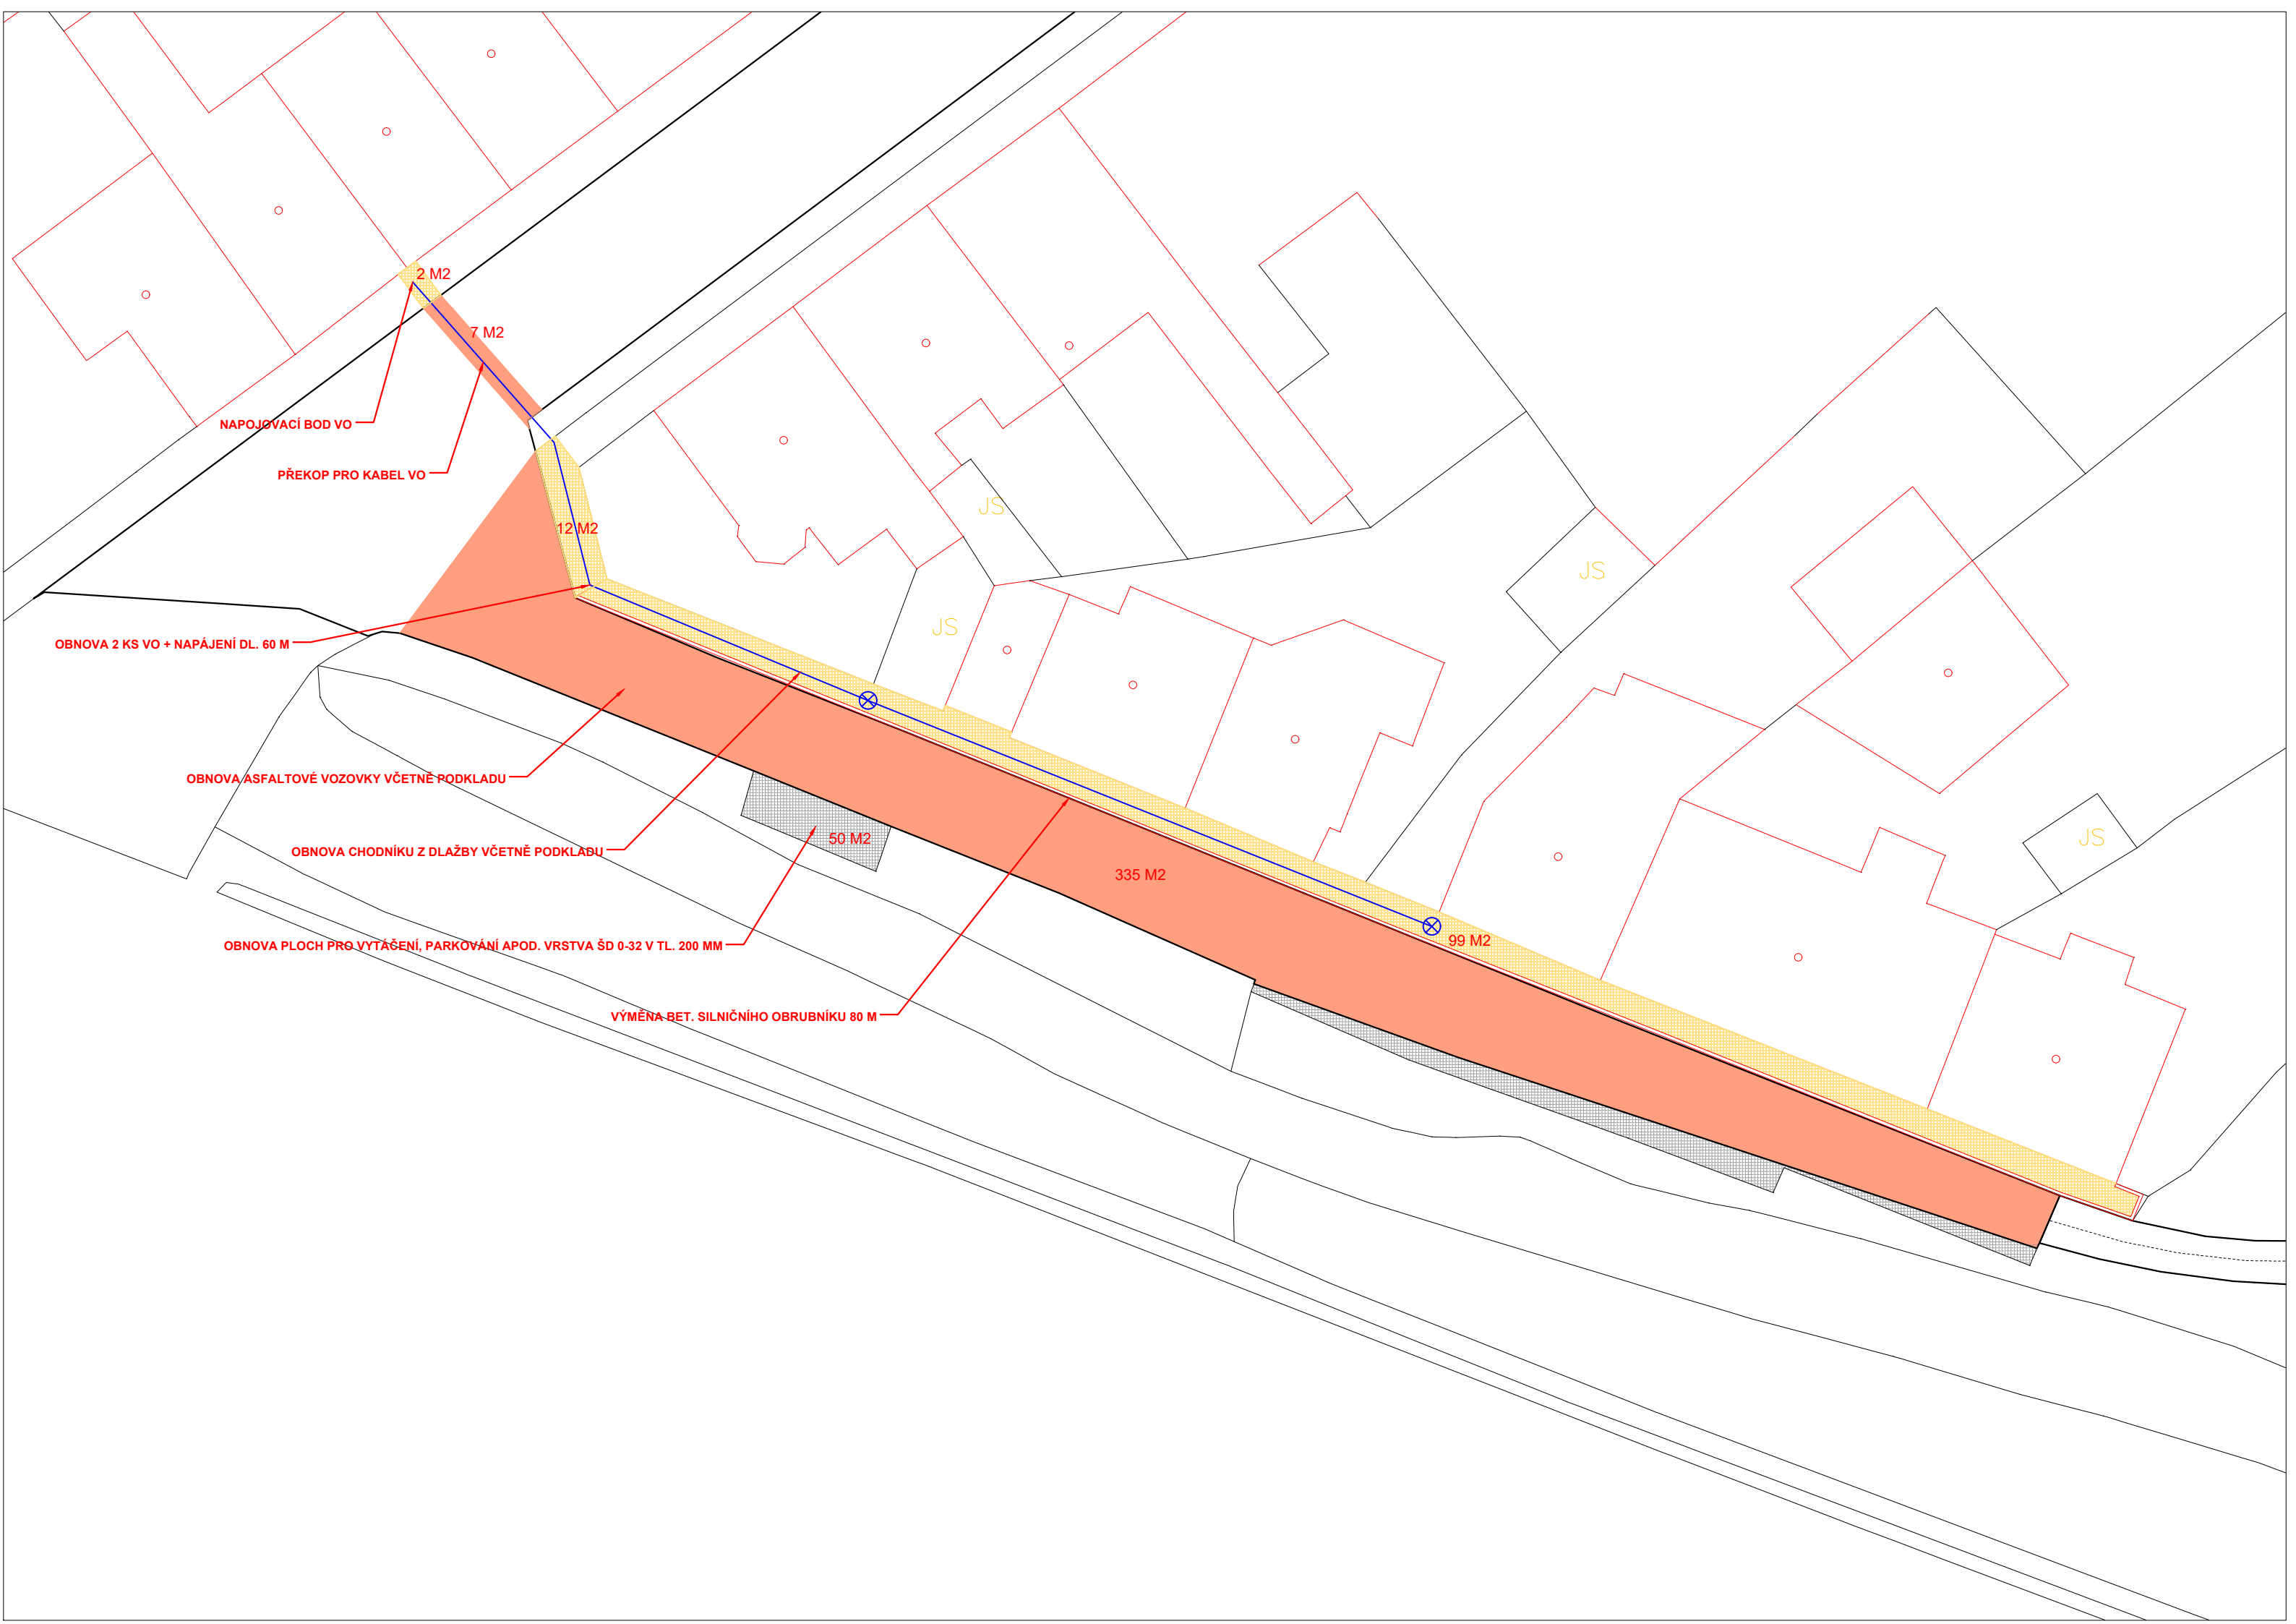 2 M2
7 M2
NAPOJOVACÍ BOD VO
PŘEKOP PRO KABEL VO
JS
12 M2
JS
JS
OBNOVA 2 KS VO + NAPÁJENÍ DL. 60 M
OBNOVA ASFALTOVÉ VOZOVKY VČETNĚ PODKLADU
JS
50 M2
OBNOVA CHODNÍKU Z DLAŽBY VČETNĚ PODKLADU
335 M2
99 M2
OBNOVA PLOCH PRO VYTÁČENÍ, PARKOVÁNÍ APOD. VRSTVA ŠD 0-32 V TL. 200 MM
VÝMĚNA BET. SILNIČNÍHO OBRUBNÍKU 80 M